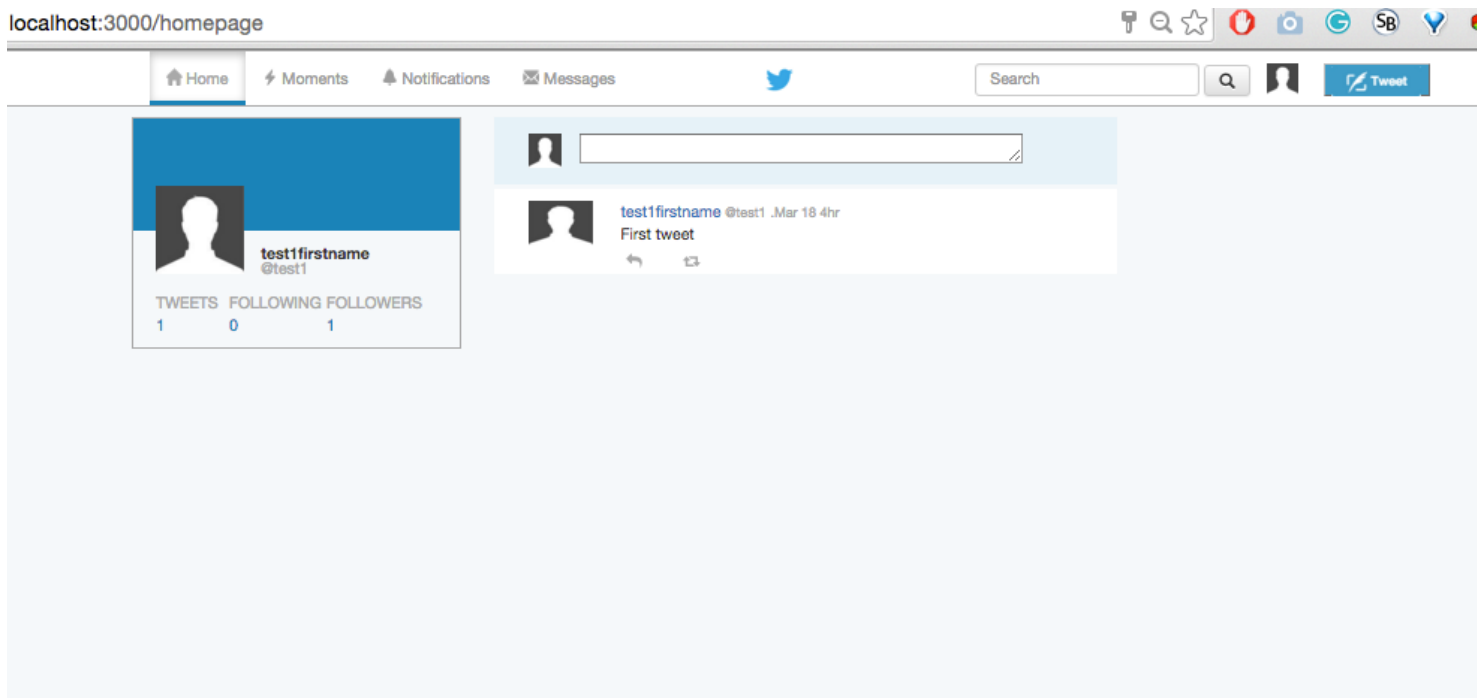 localhost:3000/homepage
SB
Home Moments Notifications Messages Search Tweet
test1firstname
@test1
TWEETS FOLLOWING FOLLOWERS
1 0 1
test1firstname @test1 .Mar 18 4hr
First tweet